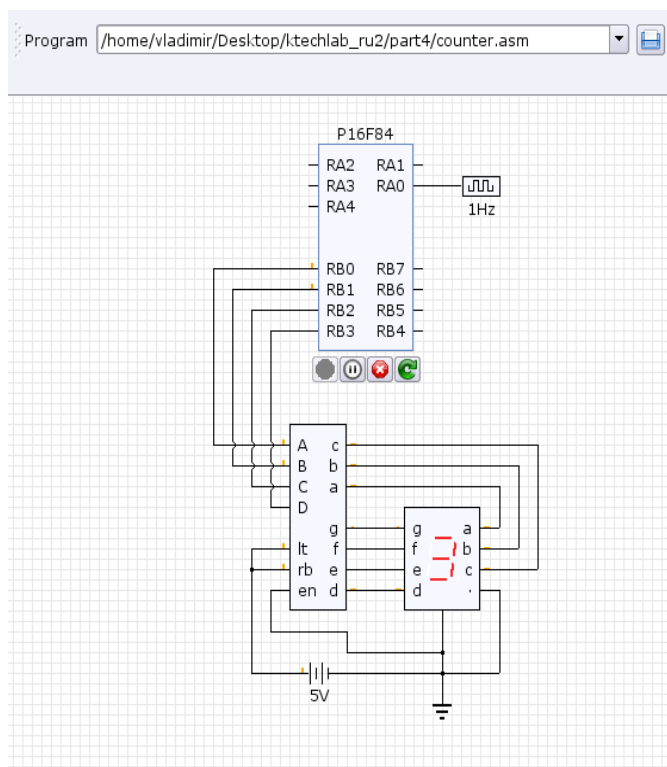 Program /home/vladimir/Desktop/ktechlab_ru2/part4/counter.asm
P16F84
RA2 RA1
RA3 RA0
RA4
1Hz
RB0 RB7
RB1 RB6
RB2 RB5
RB3 RB4
A c
B b
C a
D
g g a
lt f f b
rb e e c
en d d .
3
5V